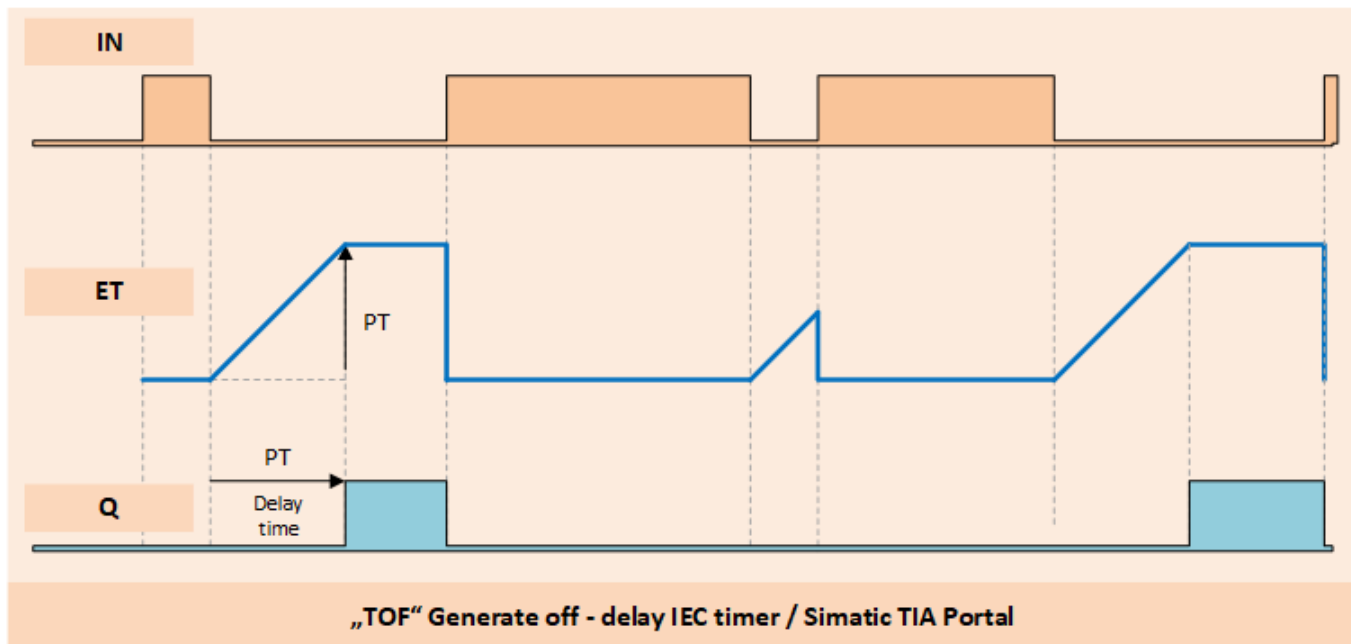 IN
ET
PT
PT
Q
Delay
time
„TOF“ Generate off - delay IEC timer / Simatic TIA Portal